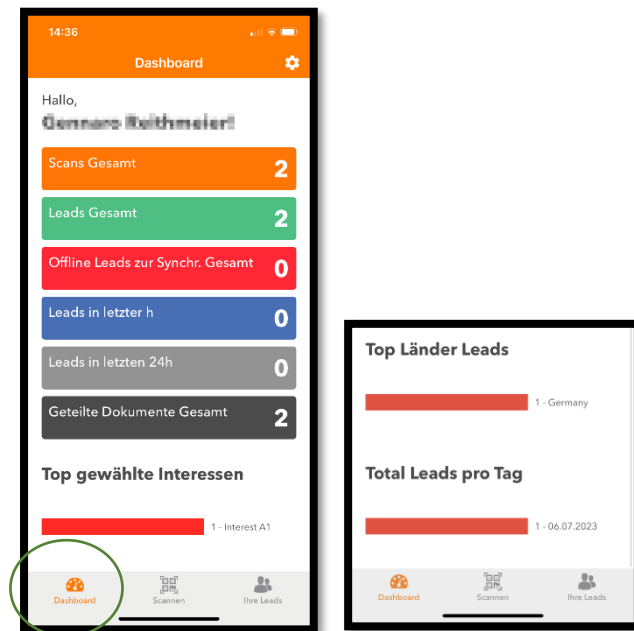 14:36
Dashboard
Hallo,
Scans Gesamt 2
Leads Gesamt 2
Offline Leads zur Synchr. Gesamt 0
Leads in letzter h 0
Leads in letzten 24h 0
Geteilte Dokumente Gesamt 2
Top gewählte Interessen
1 - Interest A1
Dashboard Scannen Ihre Leads
Top Länder Leads
1 - Germany
Total Leads pro Tag
1 - 06.07.2023
Dashboard Scannen Ihre Leads